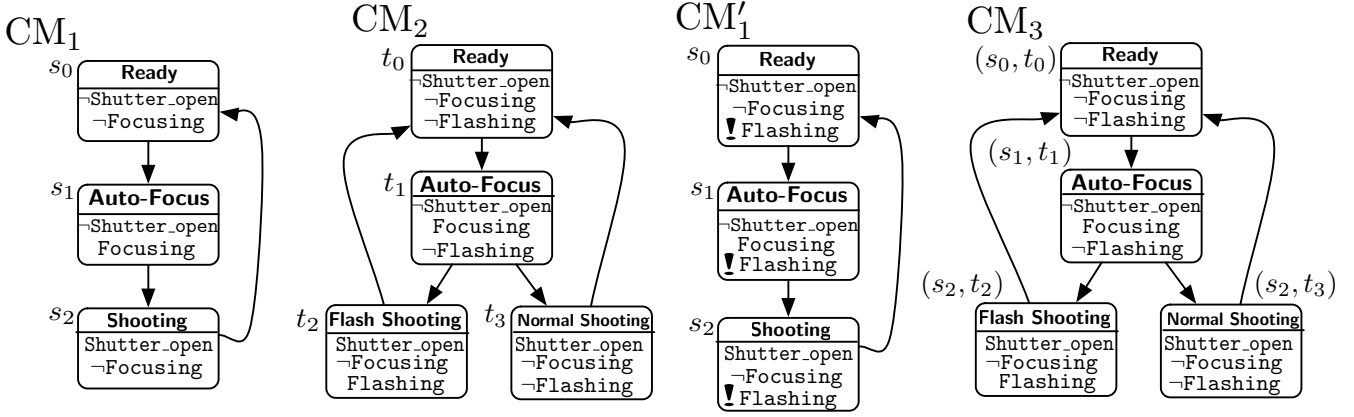 CM₁
s₀
Ready
¬Shutter_open
¬Focusing
s₁
Auto-Focus
¬Shutter_open
Focusing
s₂
Shooting
Shutter_open
¬Focusing
CM₂
t₀
Ready
¬Shutter_open
¬Focusing
¬Flashing
t₁
Auto-Focus
¬Shutter_open
Focusing
¬Flashing
t₂
Flash Shooting
Shutter_open
¬Focusing
Flashing
t₃
Normal Shooting
Shutter_open
¬Focusing
¬Flashing
CM′₁
s₀
Ready
¬Shutter_open
¬Focusing
! Flashing
s₁
Auto-Focus
¬Shutter_open
Focusing
! Flashing
s₂
Shooting
Shutter_open
¬Focusing
! Flashing
CM₃
(s₀, t₀)
Ready
¬Shutter_open
¬Focusing
¬Flashing
(s₁, t₁)
Auto-Focus
¬Shutter_open
Focusing
¬Flashing
(s₂, t₂)
Flash Shooting
Shutter_open
¬Focusing
Flashing
(s₂, t₃)
Normal Shooting
Shutter_open
¬Focusing
¬Flashing